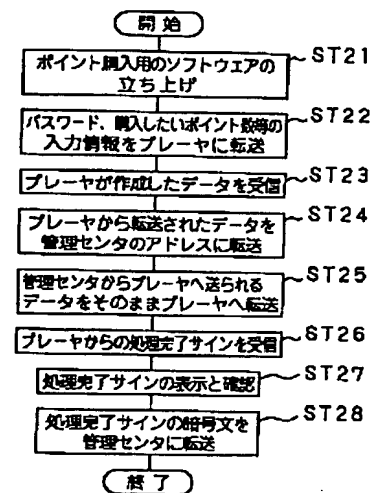 開始
ST21
ポイント購入用のソフトウェアの
立ち上げ
ST22
パスワード、購入したいポイント数等の
入力情報をプレーヤに転送
ST23
プレーヤが作成したデータを受信
ST24
プレーヤから転送されたデータを
管理センタのアドレスに転送
ST25
管理センタからプレーヤへ送られる
データをそのままプレーヤへ転送
ST26
プレーヤからの処理完了サインを受信
ST27
処理完了サインの表示と確認
ST28
処理完了サインの暗号文を
管理センタに転送
終了